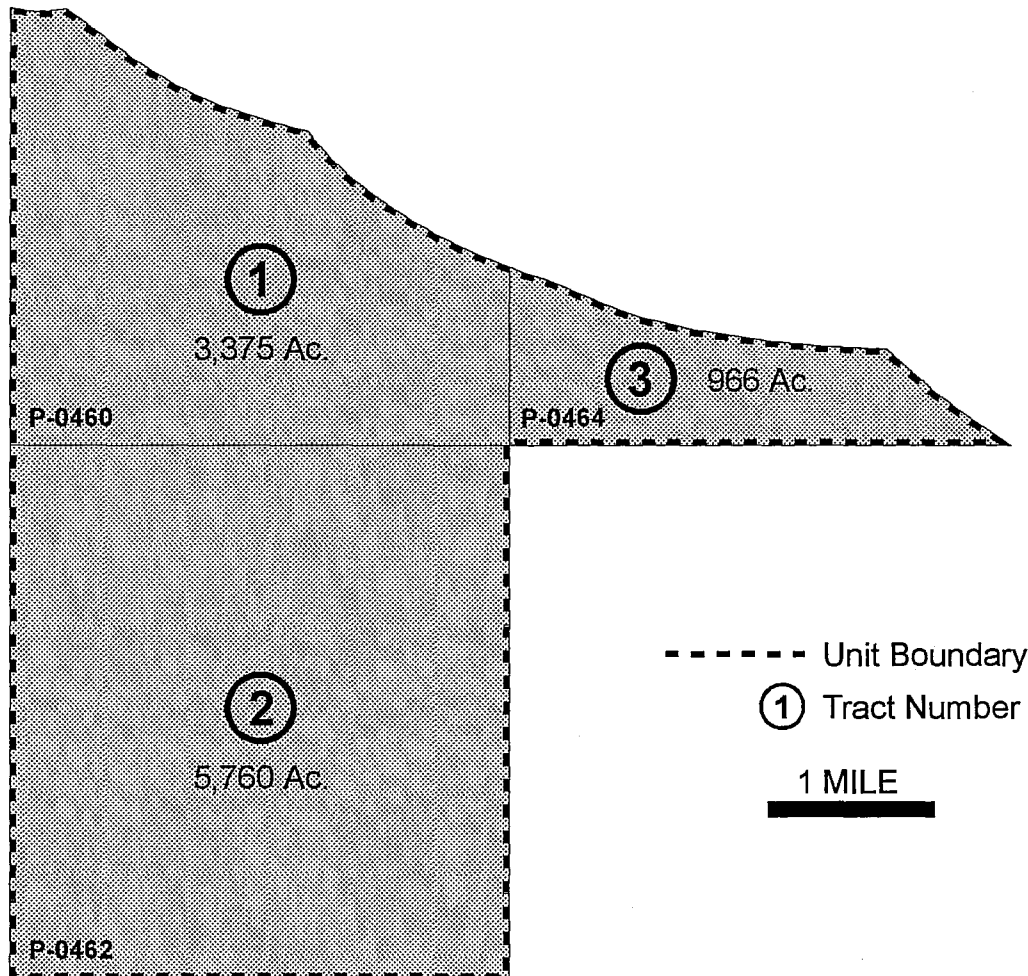 1
3,375 Ac.
P-0460
3
966 Ac.
P-0464
2
5,760 Ac.
P-0462
Unit Boundary
1 Tract Number
1 MILE